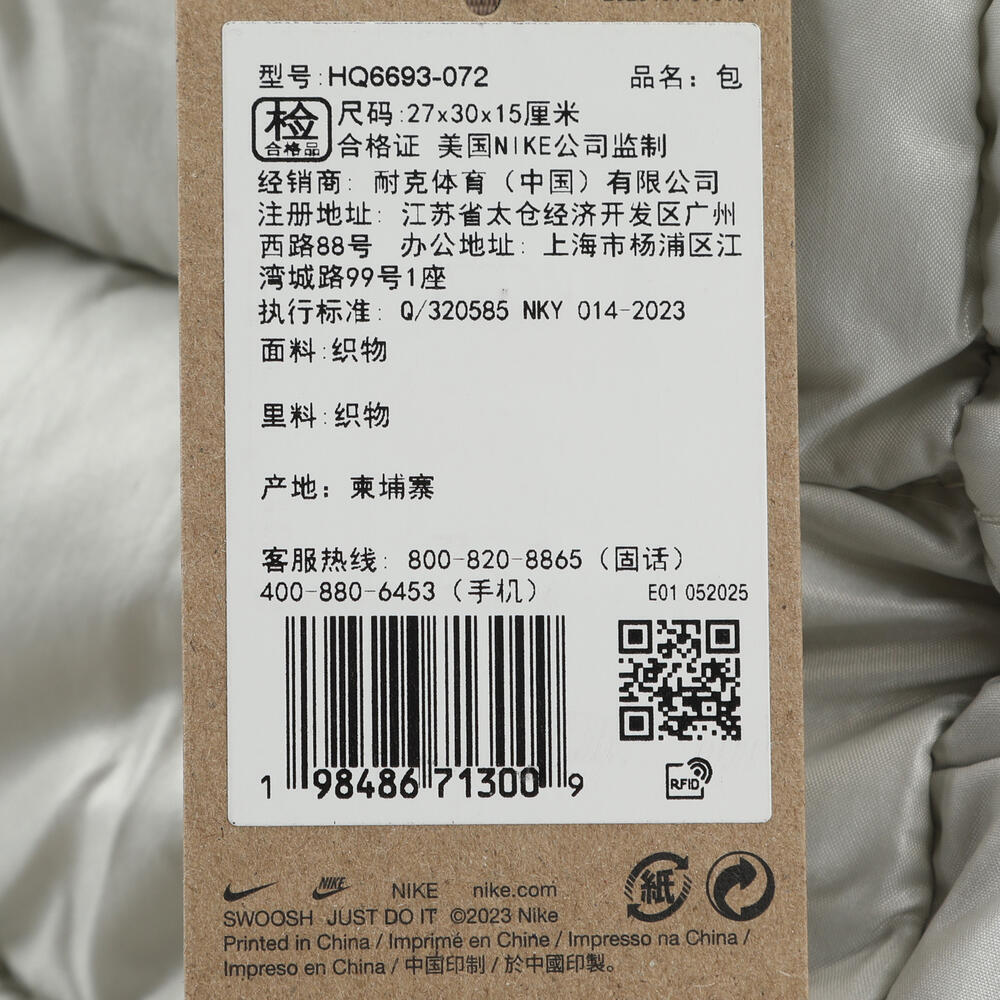 型号:HQ6693-072 品名：包
检
合格品
尺码:27x30x15厘米
合格证 美国NIKE公司监制
经销商: 耐克体育（中国）有限公司
注册地址: 江苏省太仓经济开发区广州
西路88号 办公地址: 上海市杨浦区江
湾城路99号1座
执行标准: Q/320585 NKY 014-2023
面料:织物
里料:织物
产地: 柬埔寨
客服热线: 800-820-8865（固话）
400-880-6453（手机）
E01 052025
1 98486 71300 9
RFID
NIKE NIKE nike.com
紙
SWOOSH JUST DO IT ©2023 Nike
Printed in China / Imprimé en Chine / Impresso na China /
Impreso en China / 中国印制 / 於中國印製。